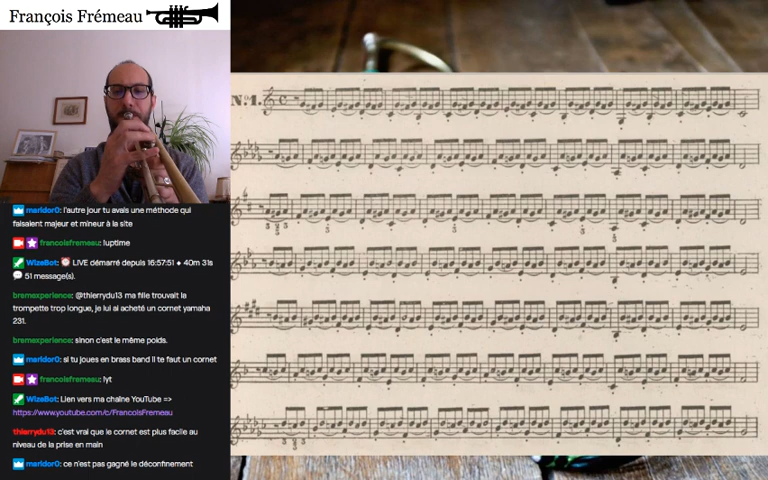 François Frémeau
N.º1.
maridor0: l'autre jour tu avais une méthode qui
faisaient majeur et mineur à la site
francoisfremeau: !uptime
WizeBot: ⏰ LIVE démarré depuis 16:57:51 ♦ 40m 31s
💬 51 message(s).
bremexperience: @thierrydu13 ma fille trouvait la
trompette trop longue, je lui ai acheté un cornet yamaha
231.
bremexperience: sinon c'est le même poids.
maridor0: si tu joues en brass band il te faut un cornet
francoisfremeau: !yt
WizeBot: Lien vers ma chaîne YouTube =>
https://www.youtube.com/c/FrancoisFremeau
thierrydu13: c'est vrai que le cornet est plus facile au
niveau de la prise en main
maridor0: ce n'est pas gagné le déconfinement